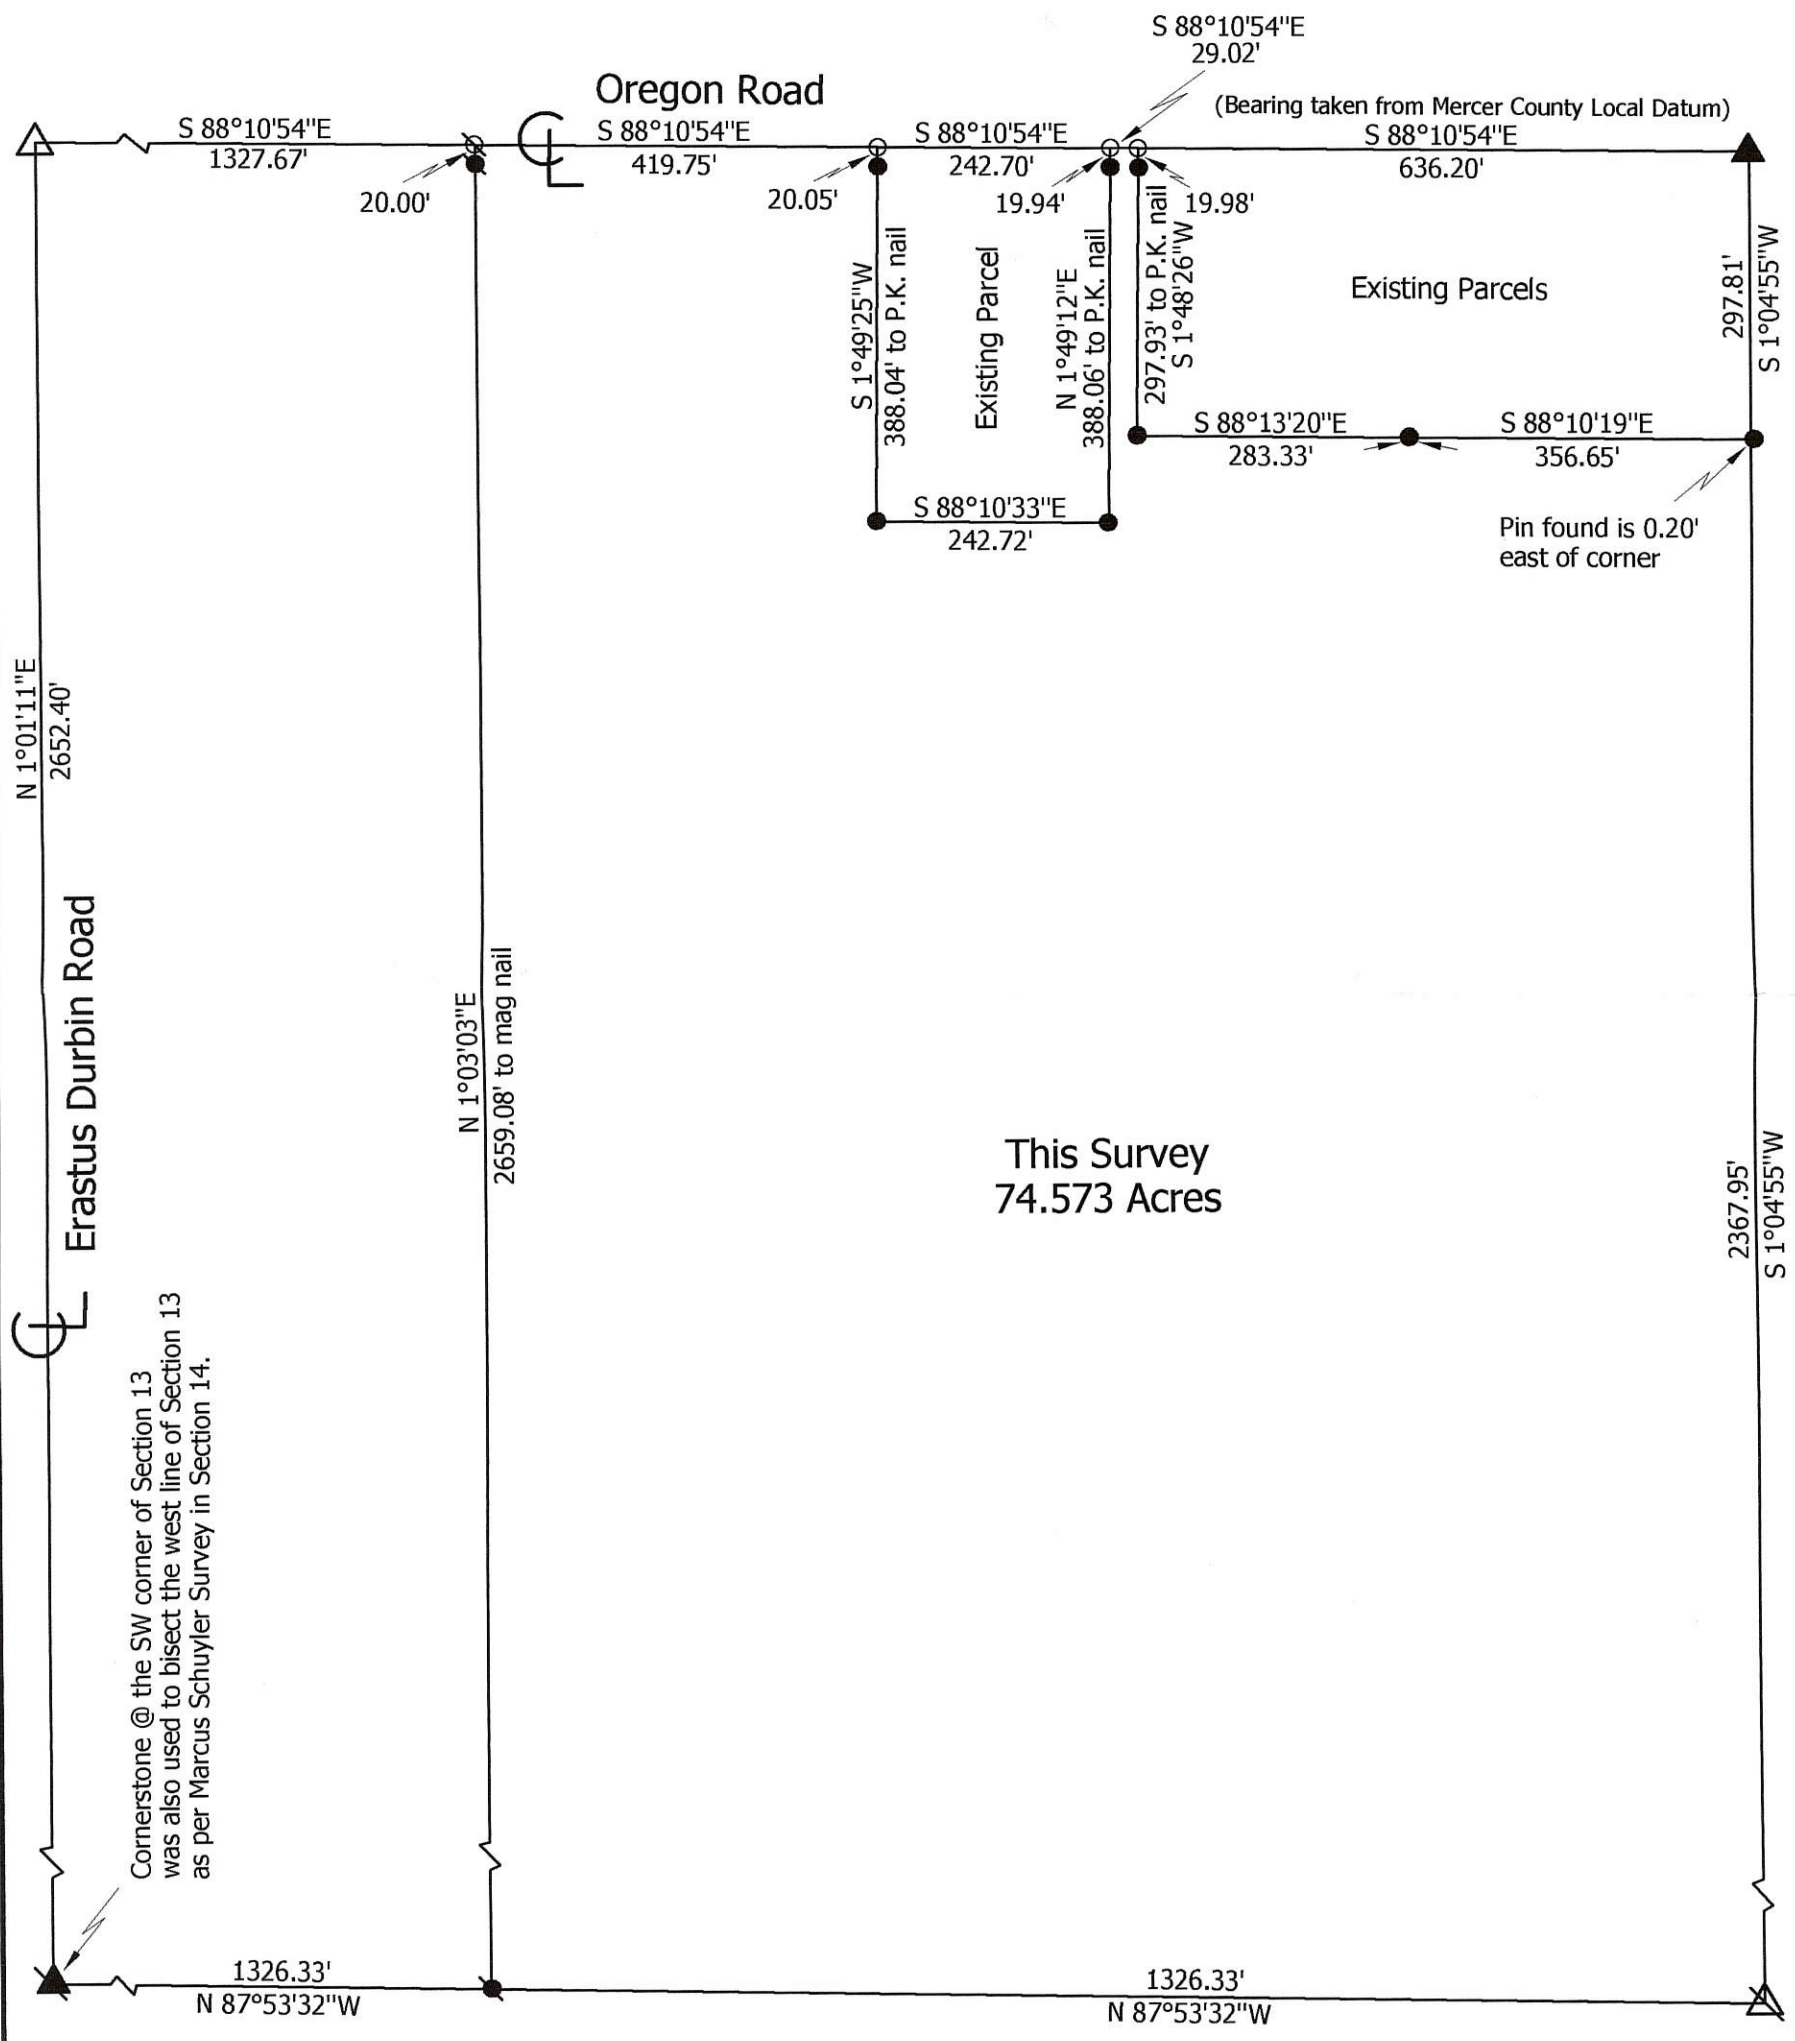 S 88°10'54"E
29.02'
Oregon Road
(Bearing taken from Mercer County Local Datum)
S 88°10'54"E
1327.67'
S 88°10'54"E
419.75'
S 88°10'54"E
242.70'
S 88°10'54"E
636.20'
20.00'
20.05'
19.94'
19.98'
S 1°49'25"W
388.04' to P.K. nail
Existing Parcel
N 1°49'12"E
388.06' to P.K. nail
297.93' to P.K. nail
S 1°48'26"W
Existing Parcels
297.81'
S 1°04'55"W
S 88°13'20"E
283.33'
S 88°10'19"E
356.65'
S 88°10'33"E
242.72'
Pin found is 0.20'
east of corner
N 1°01'11"E
2652.40'
CL
Erastus Durbin Road
CL
N 1°03'03"E
2659.08' to mag nail
This Survey
74.573 Acres
2367.95'
S 1°04'55"W
Cornerstone @ the SW corner of Section 13
was also used to bisect the west line of Section 13
as per Marcus Schuyler Survey in Section 14.
1326.33'
N 87°53'32"W
1326.33'
N 87°53'32"W